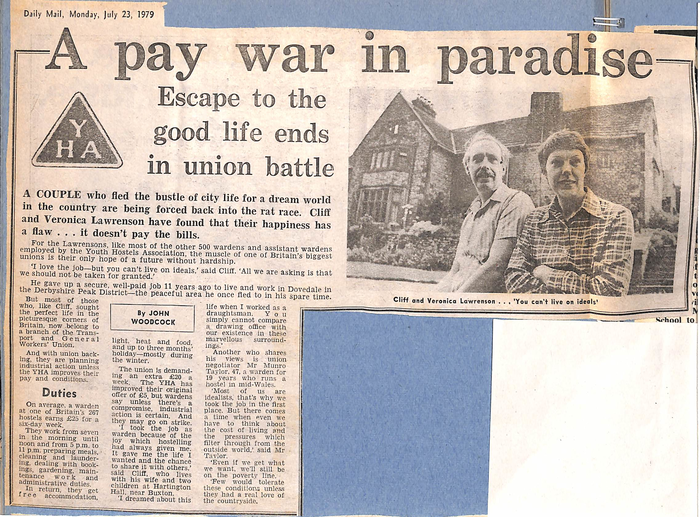 Daily Mail, Monday, July 23, 1979
A pay war in paradise
Y
H A
Escape to the
good life ends
in union battle
A COUPLE who fled the bustle of city life for a dream world
in the country are being forced back into the rat race. Cliff
and Veronica Lawrenson have found that their happiness has
a flaw . . . it doesn't pay the bills.
For the Lawrensons, like most of the other 500 wardens and assistant wardens
employed by the Youth Hostels Association, the muscle of one of Britain's biggest
unions is their only hope of a future without hardship.
'I love the job—but you can't live on ideals,' said Cliff. 'All we are asking is that
we should not be taken for granted.'
He gave up a secure, well-paid job 11 years ago to live and work in Dovedale in
the Derbyshire Peak District—the peaceful area he once fled to in his spare time.
But most of those
who, like Cliff, sought
the perfect life in the
picturesque corners of
Britain, now belong to
a branch of the Trans-
port and General
Workers' Union.
And with union back-
ing, they are planning
industrial action unless
the YHA improves their
pay and conditions.
Duties
On average, a warden
at one of Britain's 267
hostels earns £25 for a
six-day week.
They work from seven
in the morning until
noon and from 5 p.m. to
11 p.m. preparing meals,
cleaning and launder-
ing, dealing with book-
ings, gardening, main-
tenance work and
administrative duties.
In return, they get
free accommodation,
By JOHN
WOODCOCK
light, heat and food,
and up to three months'
holiday—mostly during
the winter.
The union is demand-
ing an extra £20 a
week. The YHA has
improved their original
offer of £5, but wardens
say unless there's a
compromise, industrial
action is certain. And
they may go on strike.
'I took the job as
warden because of the
joy which hostelling
had always given me.
It gave me the life I
wanted and the chance
to share it with others,'
said Cliff, who lives
with his wife and two
children at Hartington
Hall, near Buxton.
'I dreamed about this
life when I worked as a
draughtsman. You
simply cannot compare
a drawing office with
our existence in these
marvellous surround-
ings.'
Another who shares
his views is union
negotiator Mr Munro
Taylor, 47, a warden for
19 years who runs a
hostel in mid-Wales.
'Most of us are
idealists, that's why we
took the job in the first
place. But there comes
a time when even we
have to think about
the cost of living and
the pressures which
filter through from the
outside world,' said Mr
Taylor.
'Even if we get what
we want, we'll still be
on the poverty line.
'Few would tolerate
these conditions unless
they had a real love of
the countryside.
Cliff and Veronica Lawrenson . . . 'You can't live on ideals'
School to